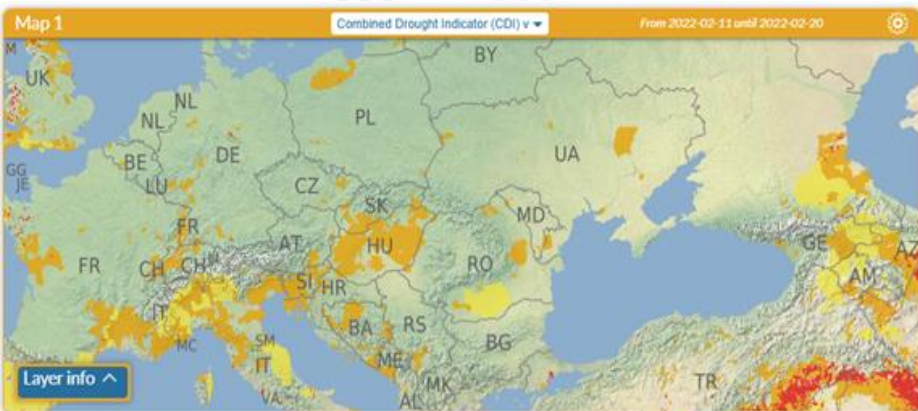 Map 1
Combined Drought Indicator (CDI) v
From 2022-02-11 until 2022-02-20
BY
UK
NL
NL
PL
BE
DE
UA
GG
JE
LU
CZ
SK
MD
FR
AT
HU
GE
FR
CH
CH
RO
AZ
SI
HR
AM
IT
BA
RS
MC
SM
BG
IT
ME
TR
MK
VA
AL
Layer info